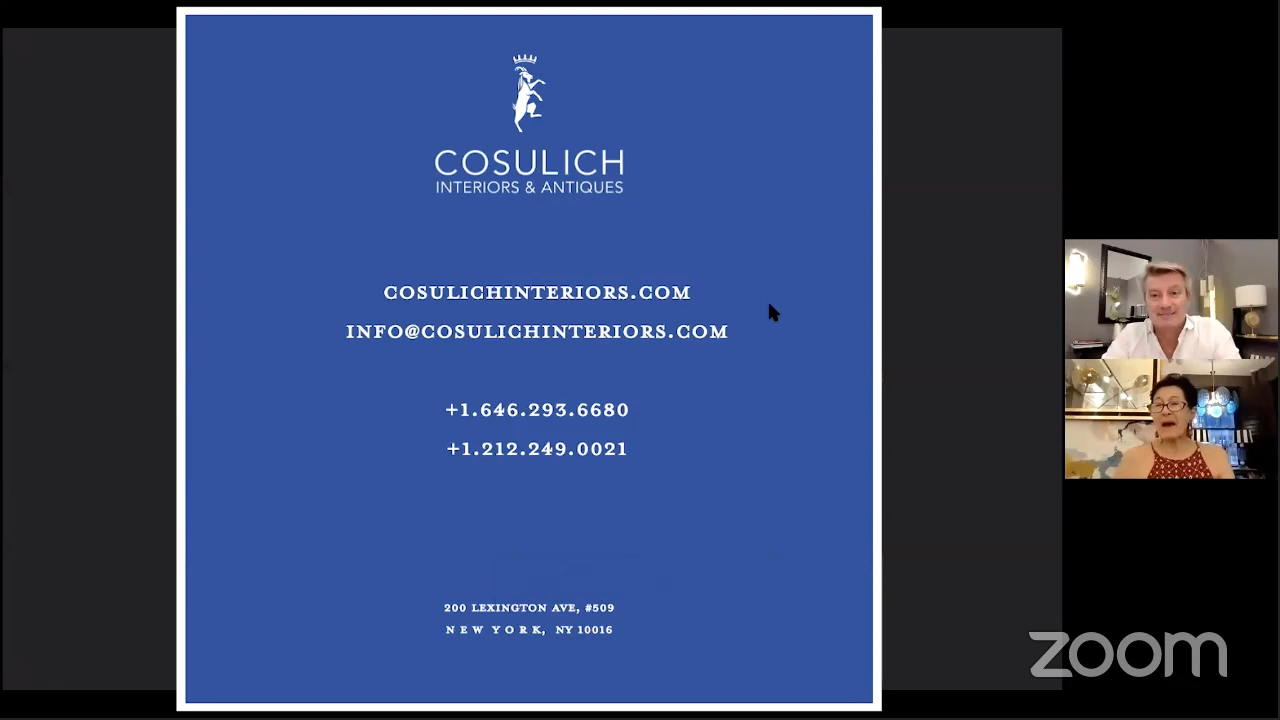 COSULICH
INTERIORS & ANTIQUES
COSULICHINTERIORS.COM
INFO@COSULICHINTERIORS.COM
+1.646.293.6680
+1.212.249.0021
200 LEXINGTON AVE, #509
NEW YORK, NY 10016
zoom